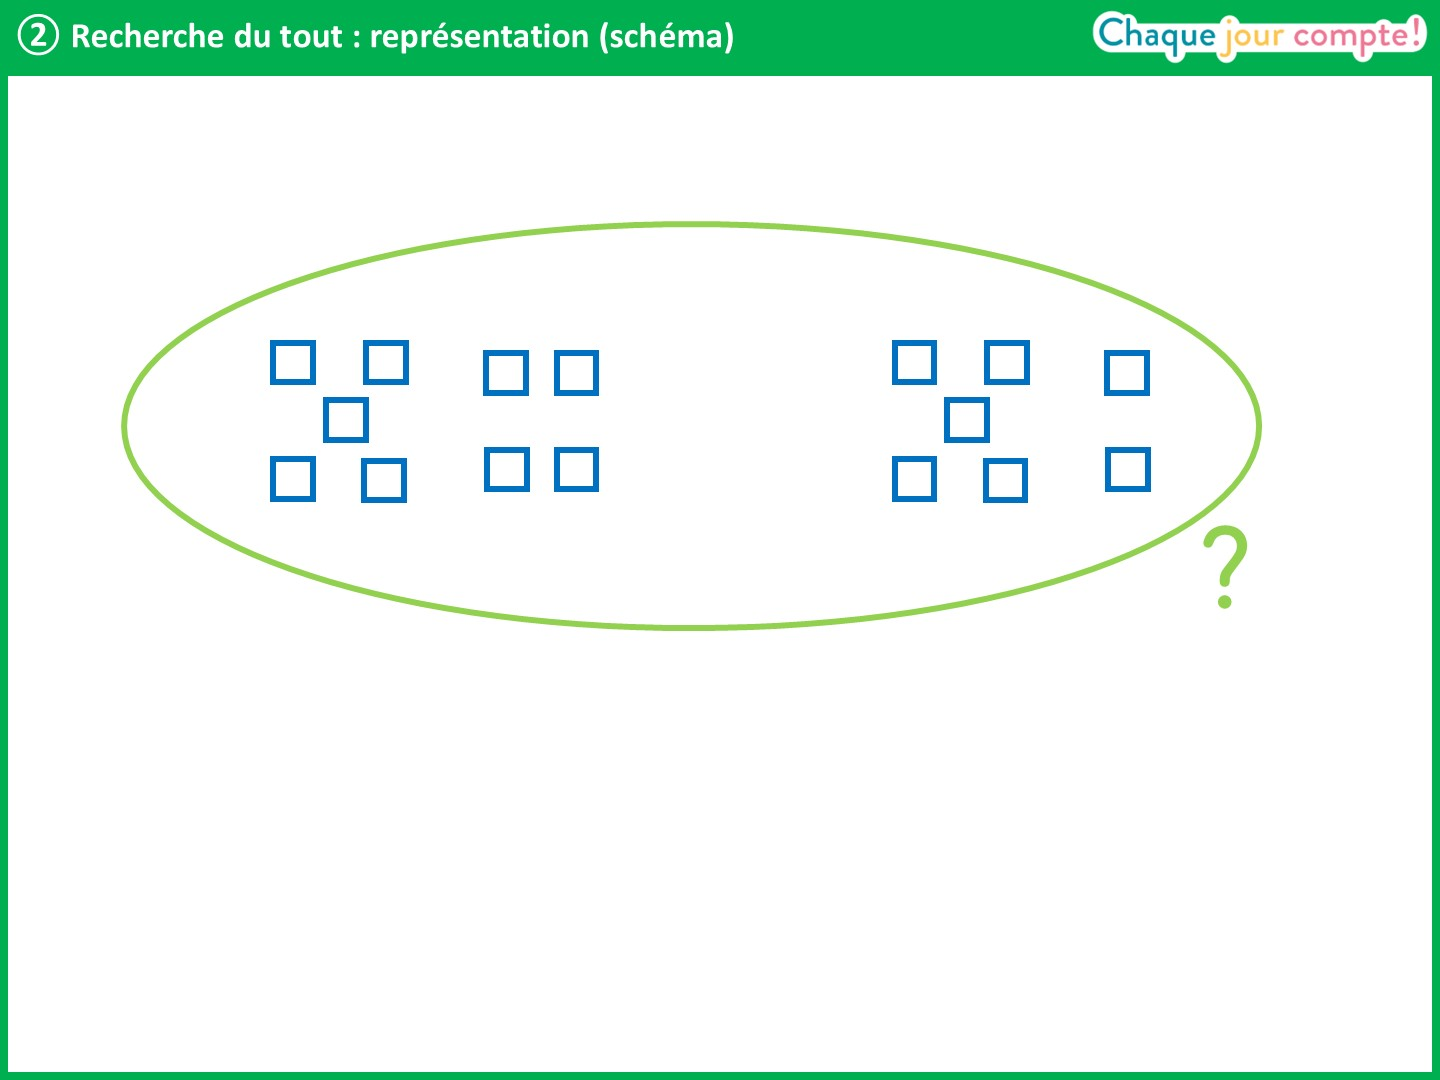 ② Recherche du tout : représentation (schéma)
Chaque jour compte!
?